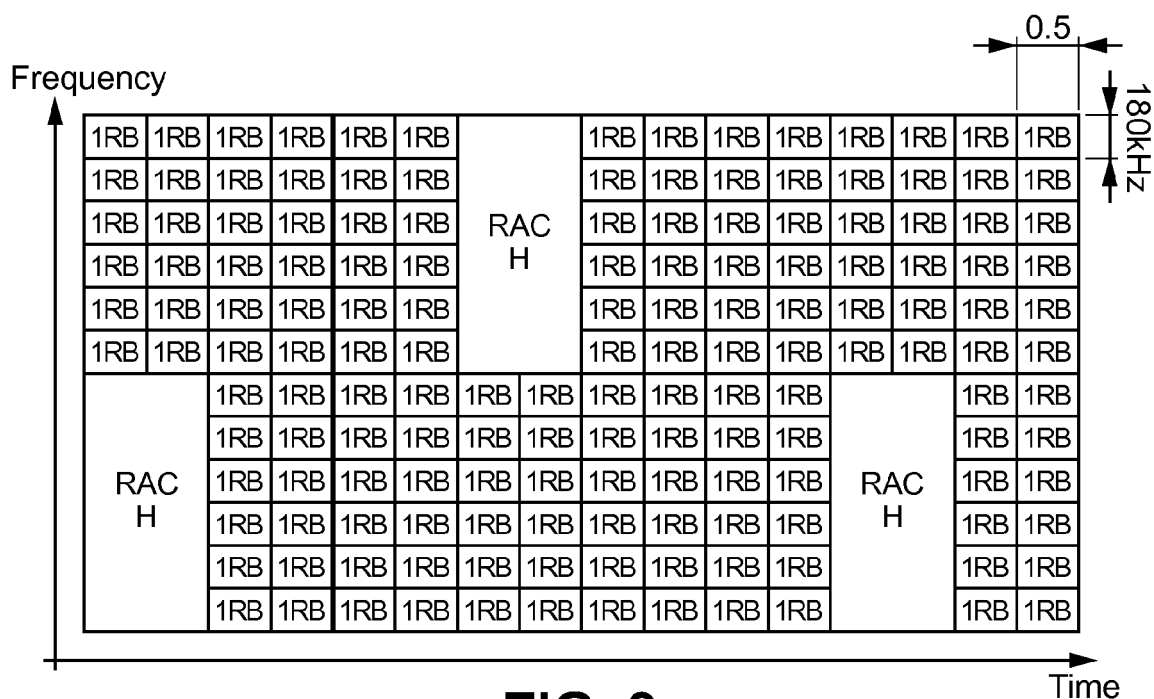 0.5
Frequency
180kHz
1RB 1RB 1RB 1RB 1RB 1RB 1RB 1RB 1RB 1RB 1RB 1RB 1RB 1RB
1RB 1RB 1RB 1RB 1RB 1RB 1RB 1RB 1RB 1RB 1RB 1RB 1RB 1RB
1RB 1RB 1RB 1RB 1RB 1RB RAC 1RB 1RB 1RB 1RB 1RB 1RB 1RB 1RB
1RB 1RB 1RB 1RB 1RB 1RB H 1RB 1RB 1RB 1RB 1RB 1RB 1RB 1RB
1RB 1RB 1RB 1RB 1RB 1RB 1RB 1RB 1RB 1RB 1RB 1RB 1RB 1RB
1RB 1RB 1RB 1RB 1RB 1RB 1RB 1RB 1RB 1RB 1RB 1RB 1RB 1RB
1RB 1RB 1RB 1RB 1RB 1RB 1RB 1RB 1RB 1RB 1RB 1RB
1RB 1RB 1RB 1RB 1RB 1RB 1RB 1RB 1RB 1RB 1RB 1RB
RAC 1RB 1RB 1RB 1RB 1RB 1RB 1RB 1RB 1RB 1RB RAC 1RB 1RB
H 1RB 1RB 1RB 1RB 1RB 1RB 1RB 1RB 1RB 1RB H 1RB 1RB
1RB 1RB 1RB 1RB 1RB 1RB 1RB 1RB 1RB 1RB 1RB 1RB
1RB 1RB 1RB 1RB 1RB 1RB 1RB 1RB 1RB 1RB 1RB 1RB
Time
FIG.